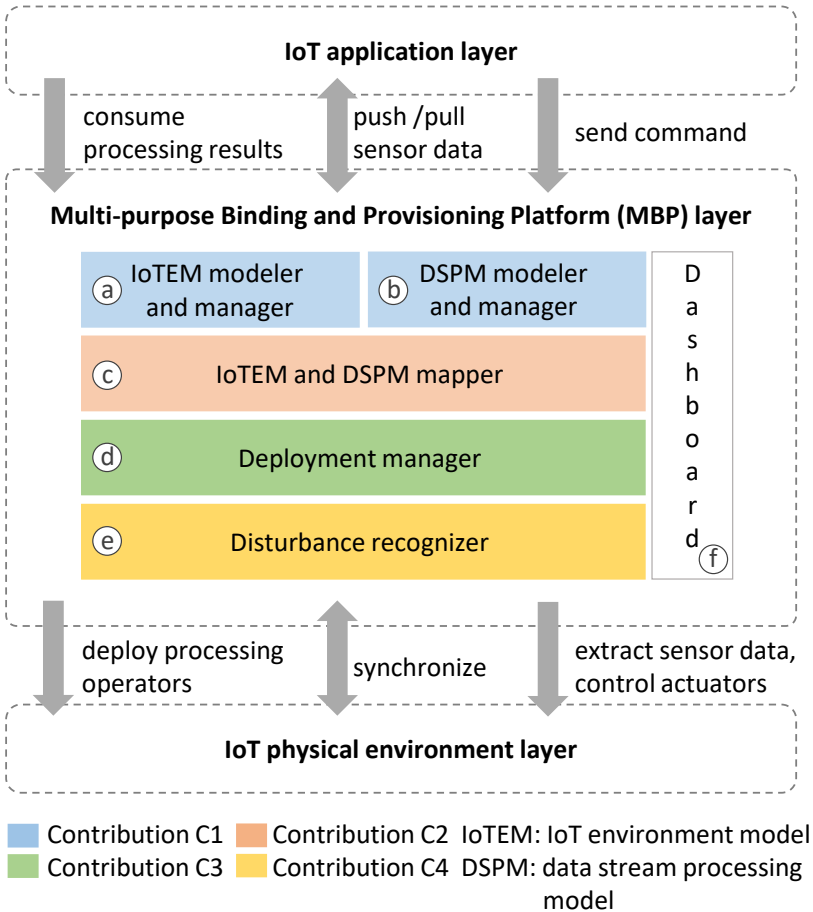 IoT application layer
consume
processing results
push /pull
sensor data
send command
Multi-purpose Binding and Provisioning Platform (MBP) layer
a
IoTEM modeler
and manager
b
DSPM modeler
and manager
c
IoTEM and DSPM mapper
d
Deployment manager
e
Disturbance recognizer
D
a
s
h
b
o
a
r
d
f
deploy processing
operators
synchronize
extract sensor data,
control actuators
IoT physical environment layer
Contribution C1
Contribution C2
IoTEM: IoT environment model
Contribution C3
Contribution C4
DSPM: data stream processing
model